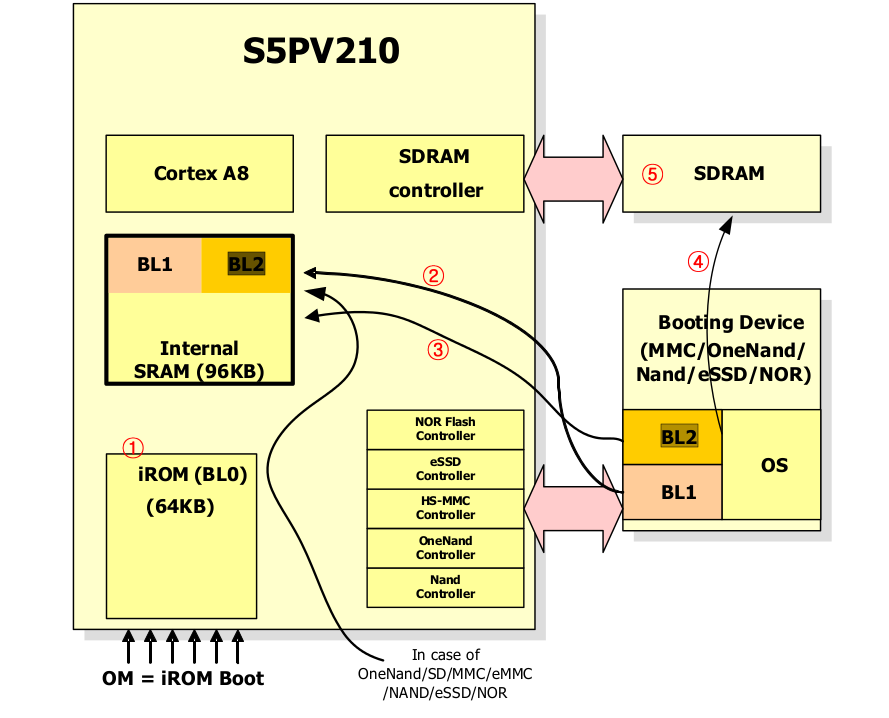 S5PV210
Cortex A8
SDRAM
controller
⑤
SDRAM
BL1
BL2
Internal
SRAM (96KB)
②
③
④
Booting Device
(MMC/OneNand/
Nand/eSSD/NOR)
BL2
BL1
OS
①
iROM (BL0)
(64KB)
NOR Flash
Controller
eSSD
Controller
HS-MMC
Controller
OneNand
Controller
Nand
Controller
OM = iROM Boot
In case of
OneNand/SD/MMC/eMMC
/NAND/eSSD/NOR